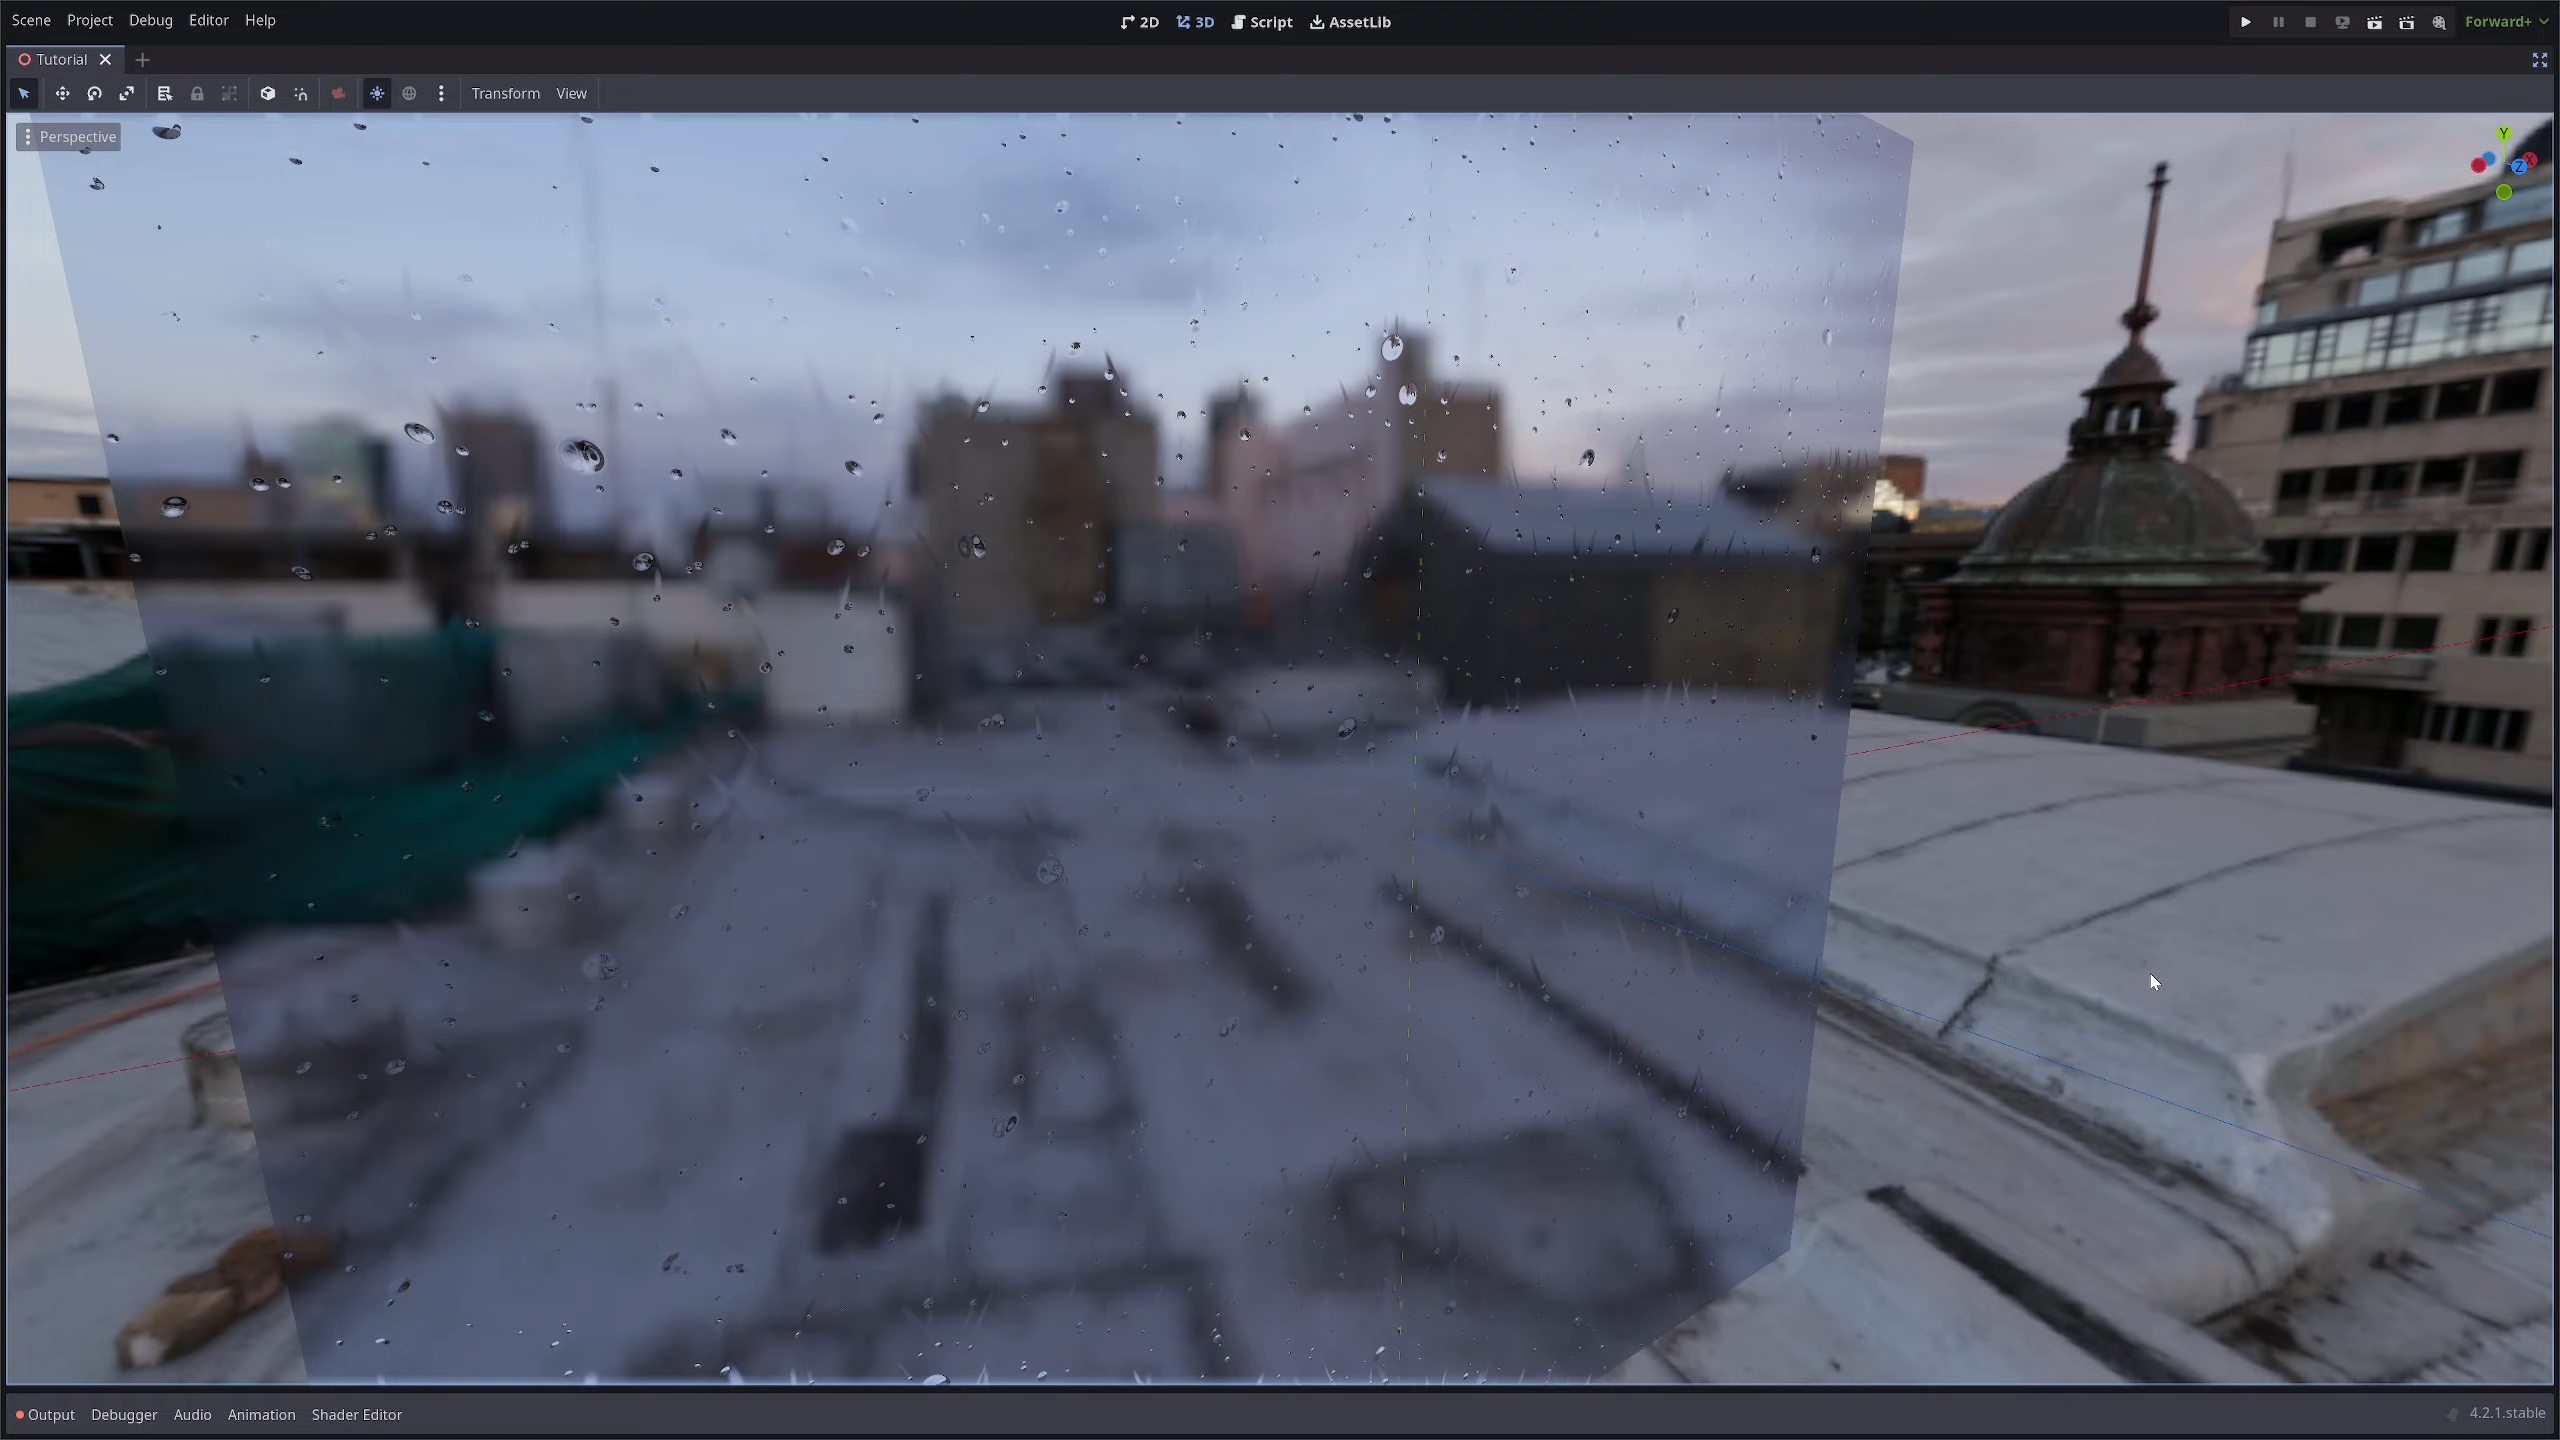 Scene Project Debug Editor Help 2D 3D Script AssetLib Forward+
Tutorial
Transform View
Perspective
Y
X
Z
Output Debugger Audio Animation Shader Editor 4.2.1.stable